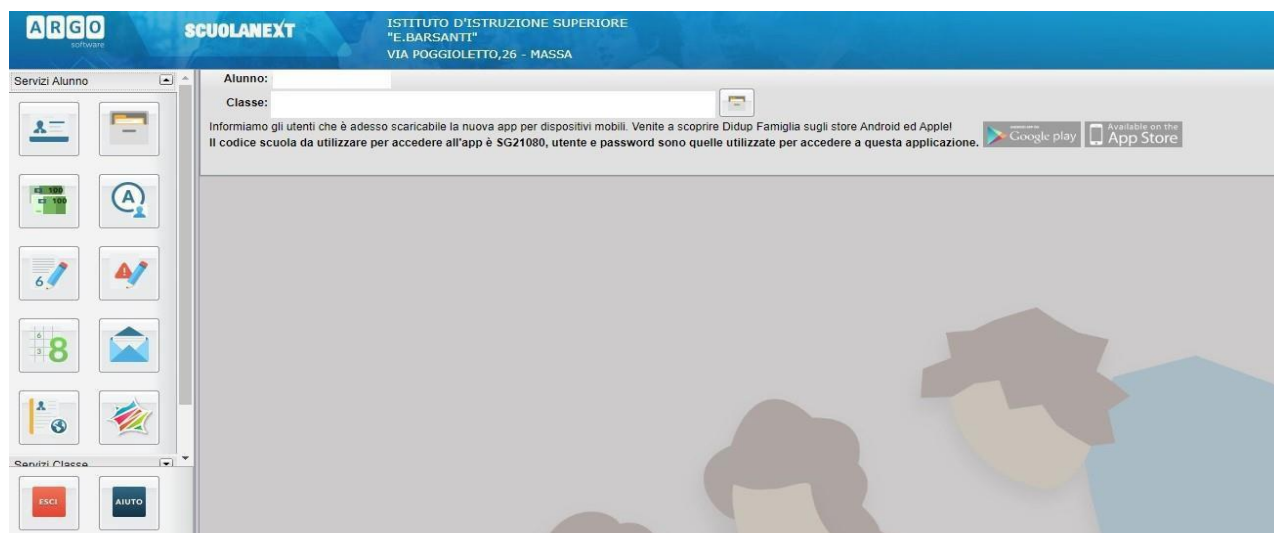 ARGO
software
SCUOLANEXT
ISTITUTO D'ISTRUZIONE SUPERIORE
"E.BARSANTI"
VIA POGGIOLETTO,26 - MASSA
Servizi Alunno
Alunno:
Classe:
Informiamo gli utenti che è adesso scaricabile la nuova app per dispositivi mobili. Venite a scoprire Didup Famiglia sugli store Android ed Apple!
Il codice scuola da utilizzare per accedere all'app è SG21080, utente e password sono quelle utilizzate per accedere a questa applicazione.
Google play
Available on the
App Store
100
100
A
6
6
3 8
Servizi Classe
ESCI
AIUTO